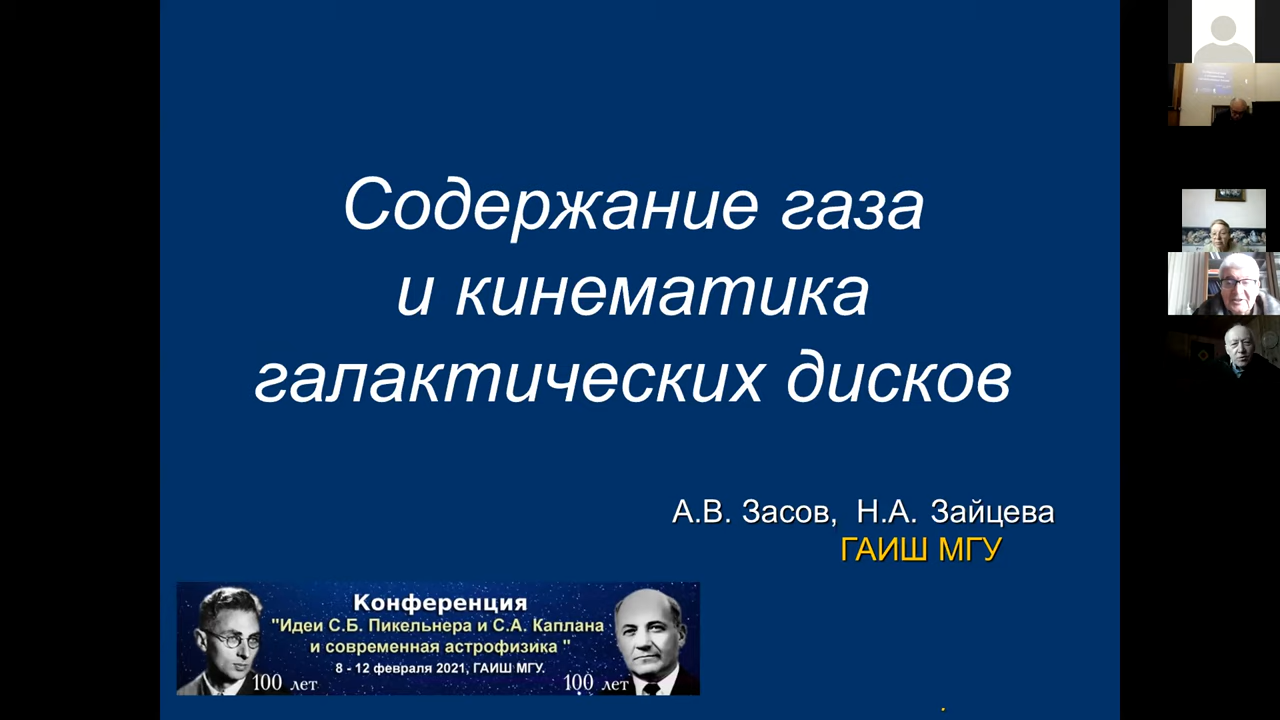 Содержание газа
и кинематика
галактических дисков
А.В. Засов, Н.А. Зайцева
ГАИШ МГУ
Конференция
"Идеи С.Б. Пикельнера и С.А. Каплана
и современная астрофизика "
8 - 12 февраля 2021, ГАИШ МГУ.
100 лет
100 лет